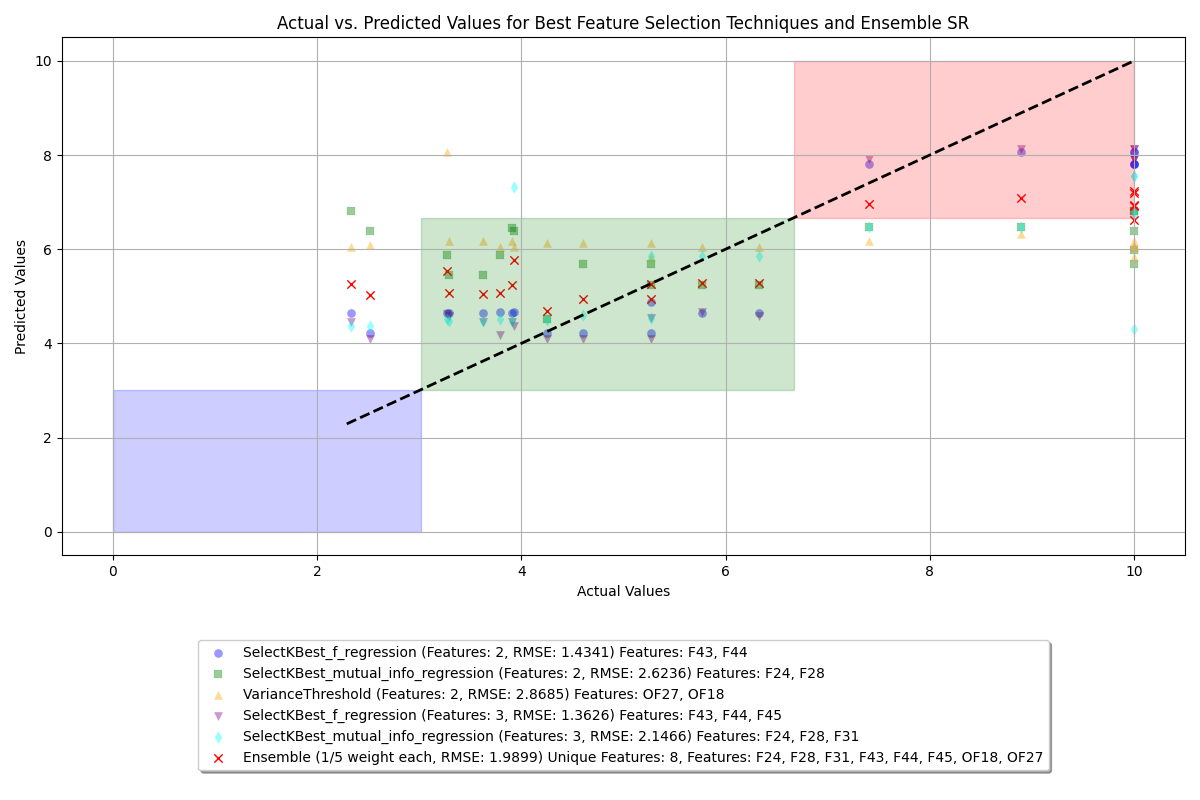 Actual vs. Predicted Values for Best Feature Selection Techniques and Ensemble SR
Predicted Values
10
8
6
4
2
0
0 2 4 6 8 10
Actual Values
SelectKBest_f_regression (Features: 2, RMSE: 1.4341) Features: F43, F44
SelectKBest_mutual_info_regression (Features: 2, RMSE: 2.6236) Features: F24, F28
VarianceThreshold (Features: 2, RMSE: 2.8685) Features: OF27, OF18
SelectKBest_f_regression (Features: 3, RMSE: 1.3626) Features: F43, F44, F45
SelectKBest_mutual_info_regression (Features: 3, RMSE: 2.1466) Features: F24, F28, F31
Ensemble (1/5 weight each, RMSE: 1.9899) Unique Features: 8, Features: F24, F28, F31, F43, F44, F45, OF18, OF27